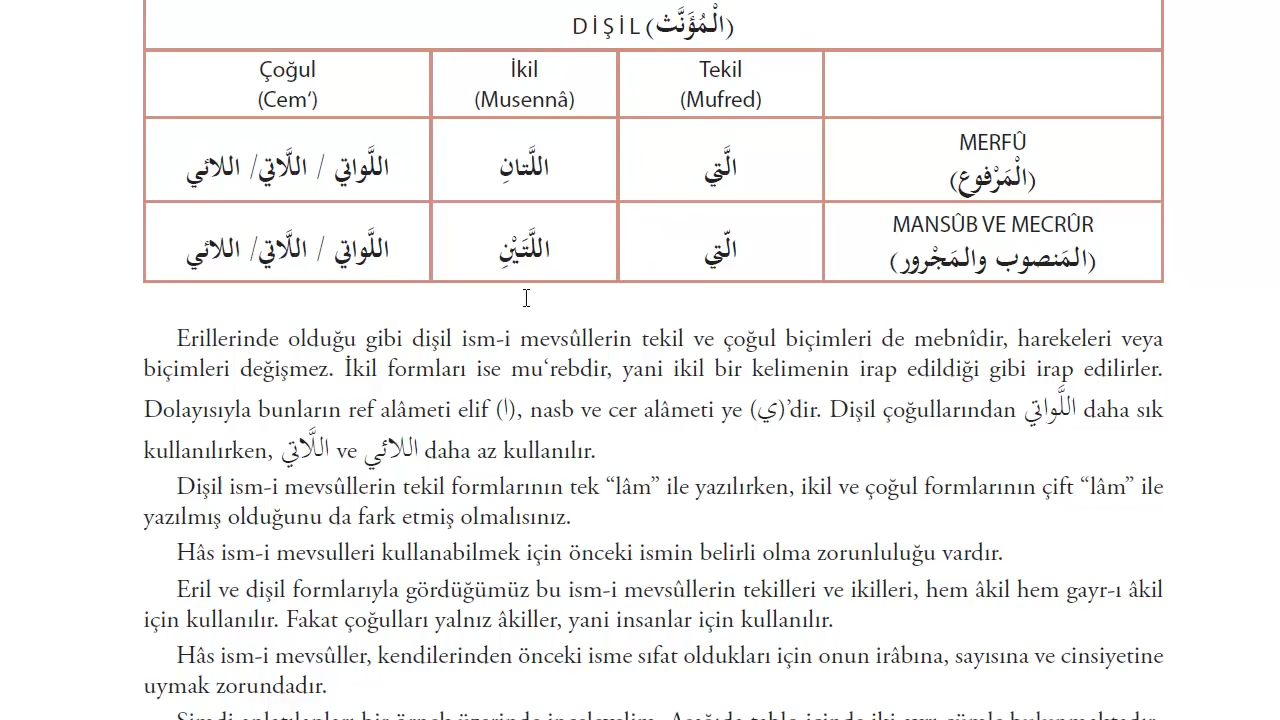 DİŞİL (الْمُؤَنَّث)
Çoğul İkil Tekil
(Cem‘) (Musennâ) (Mufred)
MERFÛ
اللَّواتي / اللَّاتي/ اللائي اللَّتانِ الَّتي (الْمَرْفوع)
MANSÛB VE MECRÛR
اللَّواتي / اللَّاتي/ اللائي اللَّتَيْنِ الّتي (المَنصوب والمَجْرور)
Erillerinde olduğu gibi dişil ism-i mevsûllerin tekil ve çoğul biçimleri de mebnîdir, harekeleri veya
biçimleri değişmez. İkil formları ise mu‘rebdir, yani ikil bir kelimenin irap edildiği gibi irap edilirler.
Dolayısıyla bunların ref alâmeti elif (ا), nasb ve cer alâmeti ye (ي)’dir. Dişil çoğullarından اللَّواتي daha sık
kullanılırken, اللَّاتي ve اللائي daha az kullanılır.
Dişil ism-i mevsûllerin tekil formlarının tek “lâm” ile yazılırken, ikil ve çoğul formlarının çift “lâm” ile
yazılmış olduğunu da fark etmiş olmalısınız.
Hâs ism-i mevsulleri kullanabilmek için önceki ismin belirli olma zorunluluğu vardır.
Eril ve dişil formlarıyla gördüğümüz bu ism-i mevsûllerin tekilleri ve ikilleri, hem âkil hem gayr-ı âkil
için kullanılır. Fakat çoğulları yalnız âkiller, yani insanlar için kullanılır.
Hâs ism-i mevsûller, kendilerinden önceki isme sıfat oldukları için onun irâbına, sayısına ve cinsiyetine
uymak zorundadır.